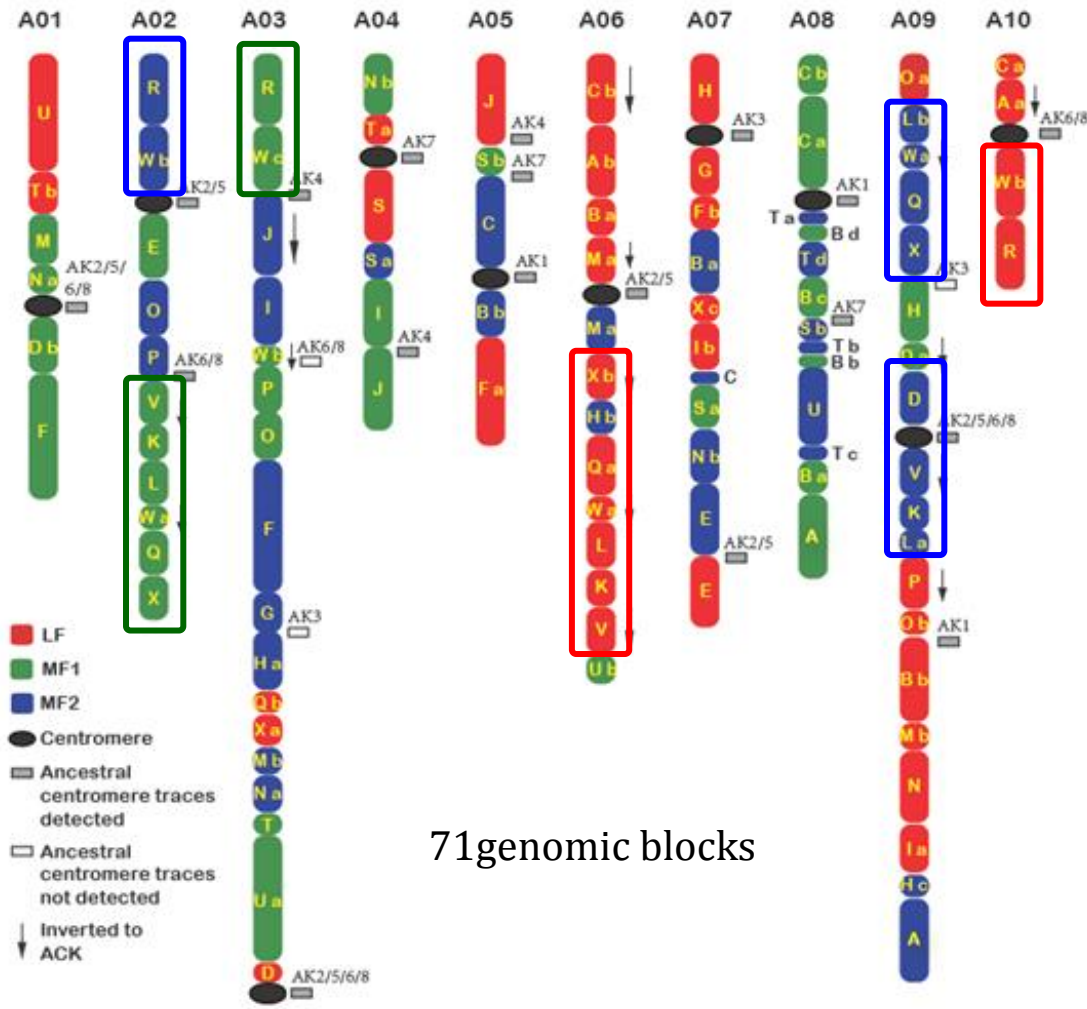 A01 A02 A03 A04 A05 A06 A07 A08 A09 A10
U
Tb
M
Na
AK2/5/
6/8
Db
F
R
Wb
AK2/5
E
O
P
AK6/8
V
K
L
Wa
Q
X
R
Wc
AK4
J
I
Wb
AK6/8
P
O
F
G
AK3
Ha
Qb
Xa
Mb
Na
T
Ua
D
AK2/5/6/8
Nb
Ta
AK7
S
Sa
I
AK4
J
J
AK4
Sb
AK7
C
AK1
Bb
Fa
Cb
Ab
Ba
Ma
AK2/5
Ma
Xb
Hb
Qa
Wa
L
K
V
Ub
H
AK3
G
Fb
Ba
Xc
Ib
C
Sa
Nb
E
AK2/5
E
Cb
Ca
AK1
Ta
Bd
Td
Bc
AK7
Sb
Tb
Bb
U
Tc
Ba
A
Oa
Lb
Wa
Q
X
AK3
H
D
AK2/5/6/8
V
K
La
P
Ob
AK1
Bb
Mb
N
Ia
Hc
A
Ca
Aa
AK6/8
Wb
R
LF
MF1
MF2
Centromere
Ancestral
centromere traces
detected
Ancestral
centromere traces
not detected
Inverted to
ACK
71genomic blocks